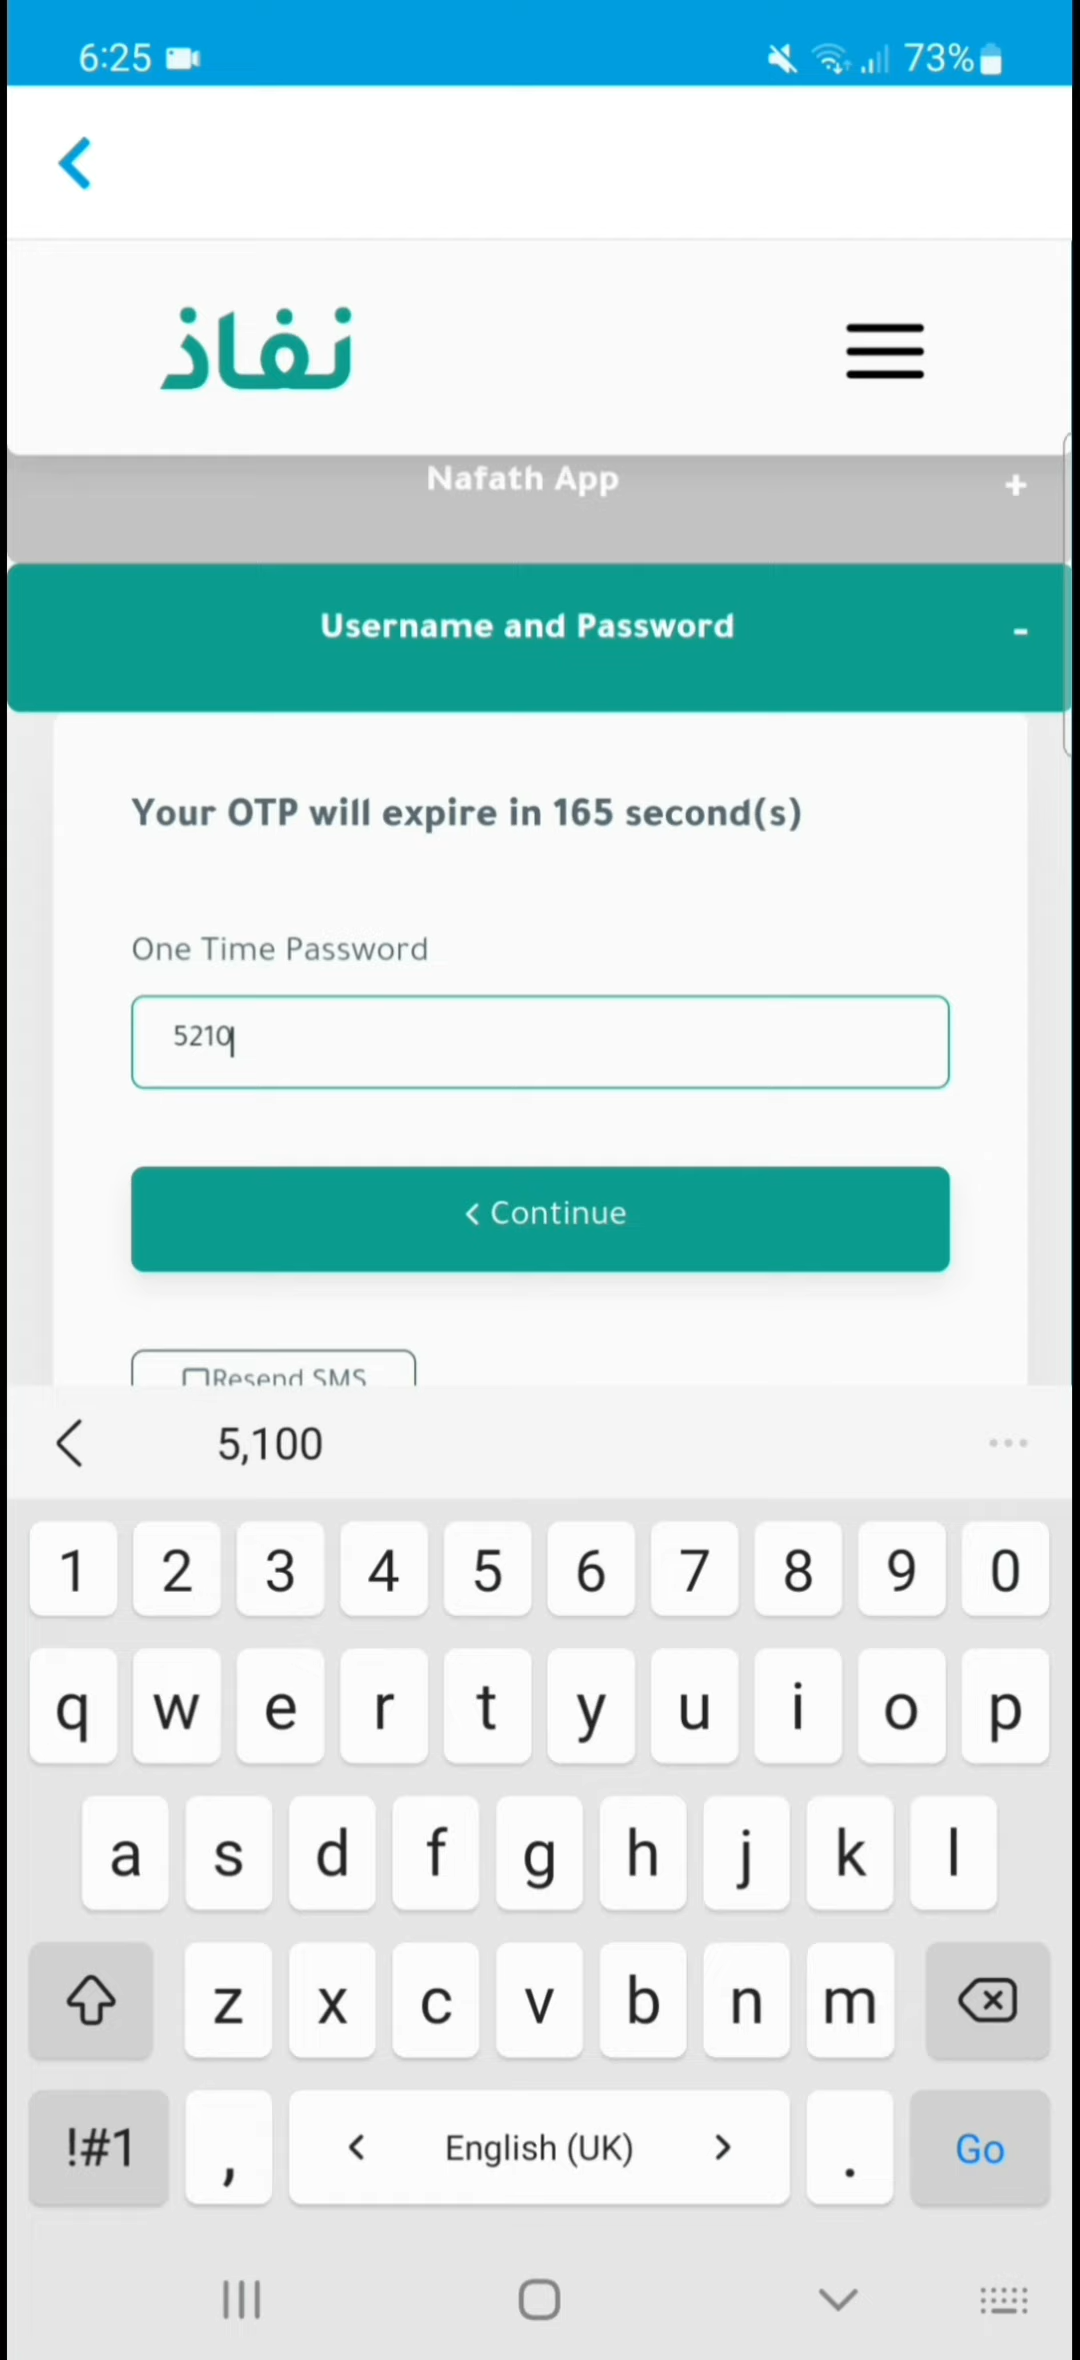 6:25 73%
نفاذ
Nafath App +
Username and Password -
Your OTP will expire in 165 second(s)
One Time Password
5210
< Continue
Resend SMS
5,100
1 2 3 4 5 6 7 8 9 0
q w e r t y u i o p
a s d f g h j k l
z x c v b n m
!#1 , < English (UK) > . Go